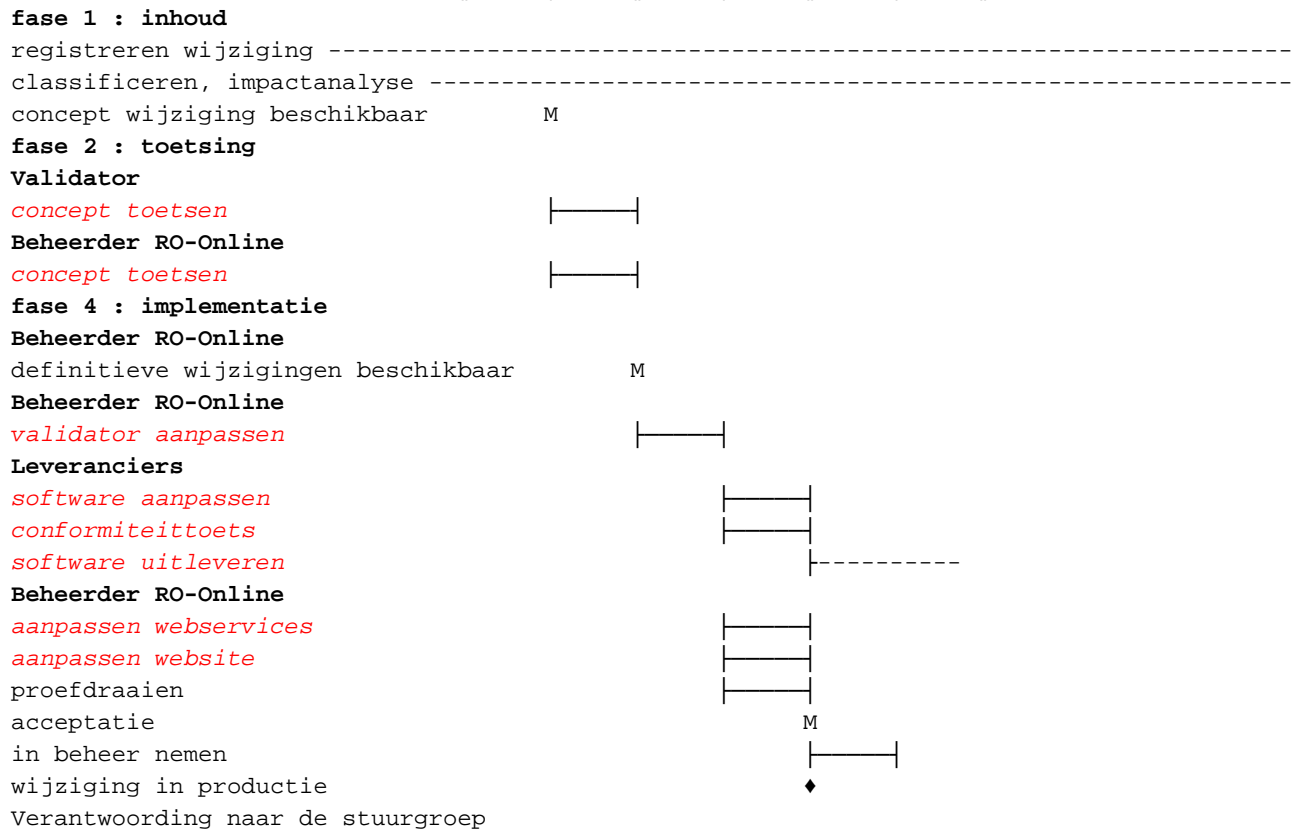 fase 1 : inhoud
registreren wijziging -------------------------------------------------------------------
classificeren, impactanalyse ------------------------------------------------------------
concept wijziging beschikbaar M
fase 2 : toetsing
Validator
concept toetsen ├─────┤
Beheerder RO-Online
concept toetsen ├─────┤
fase 4 : implementatie
Beheerder RO-Online
definitieve wijzigingen beschikbaar M
Beheerder RO-Online
validator aanpassen ├─────┤
Leveranciers
software aanpassen ├─────┤
conformiteittoets ├─────┤
software uitleveren ├----------
Beheerder RO-Online
aanpassen webservices ├─────┤
aanpassen website ├─────┤
proefdraaien ├─────┤
acceptatie M
in beheer nemen ├─────┤
wijziging in productie ♦
Verantwoording naar de stuurgroep